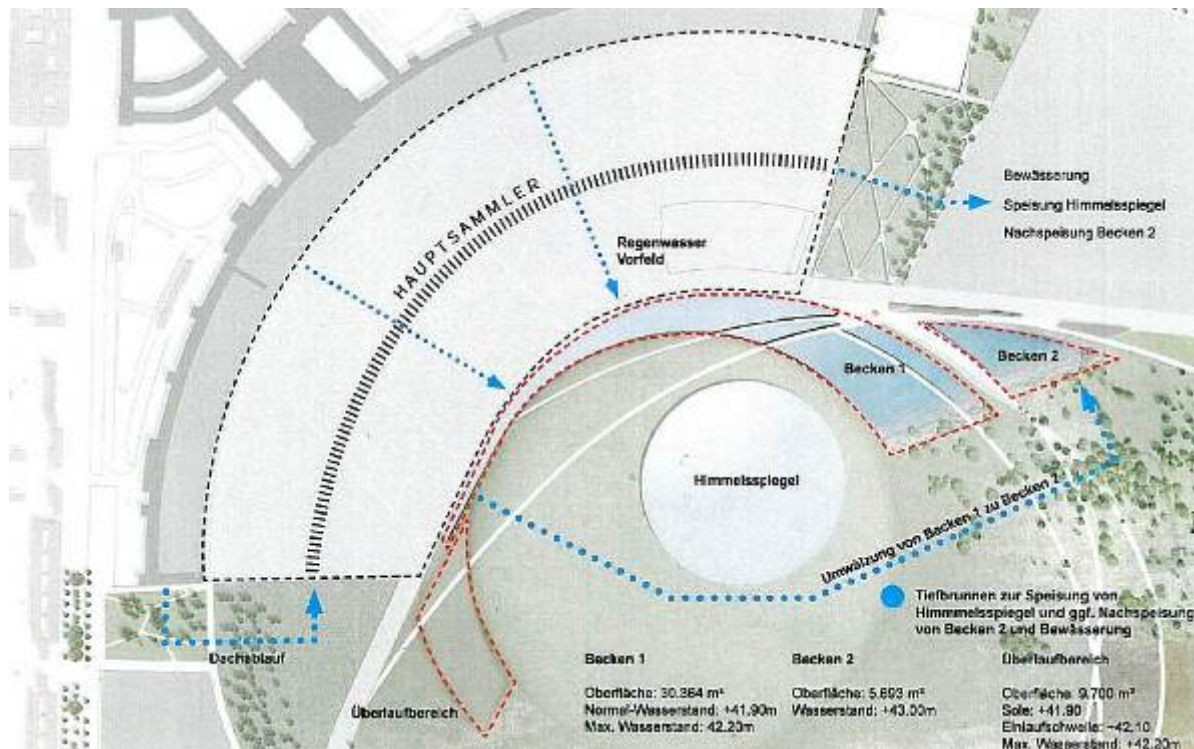 HAUPTSAMMLER
Bewässerung
Speisung Himmelsspiegel
Nachspeisung Becken 2
Regenwasser
Vorfeld
Becken 2
Becken 1
Himmelsspiegel
Umwälzung von Becken 1 zu Becken 2
Tiefbrunnen zur Speisung von
Himmmelsspiegel und ggf. Nachspeisung
von Becken 2 und Bewässerung
Dachablauf
Überlaufbereich
Becken 1
Oberfläche: 30.364 m²
Normal-Wasserstand: +41.90m
Max. Wasserstand: 42.20m
Becken 2
Oberfläche: 5.693 m²
Wasserstand: +43.00m
Überlaufbereich
Oberfläche: 9.700 m²
Sole: +41.90
Einlaufschwelle: ~42.10
Max. Wasserstand: +42.20m